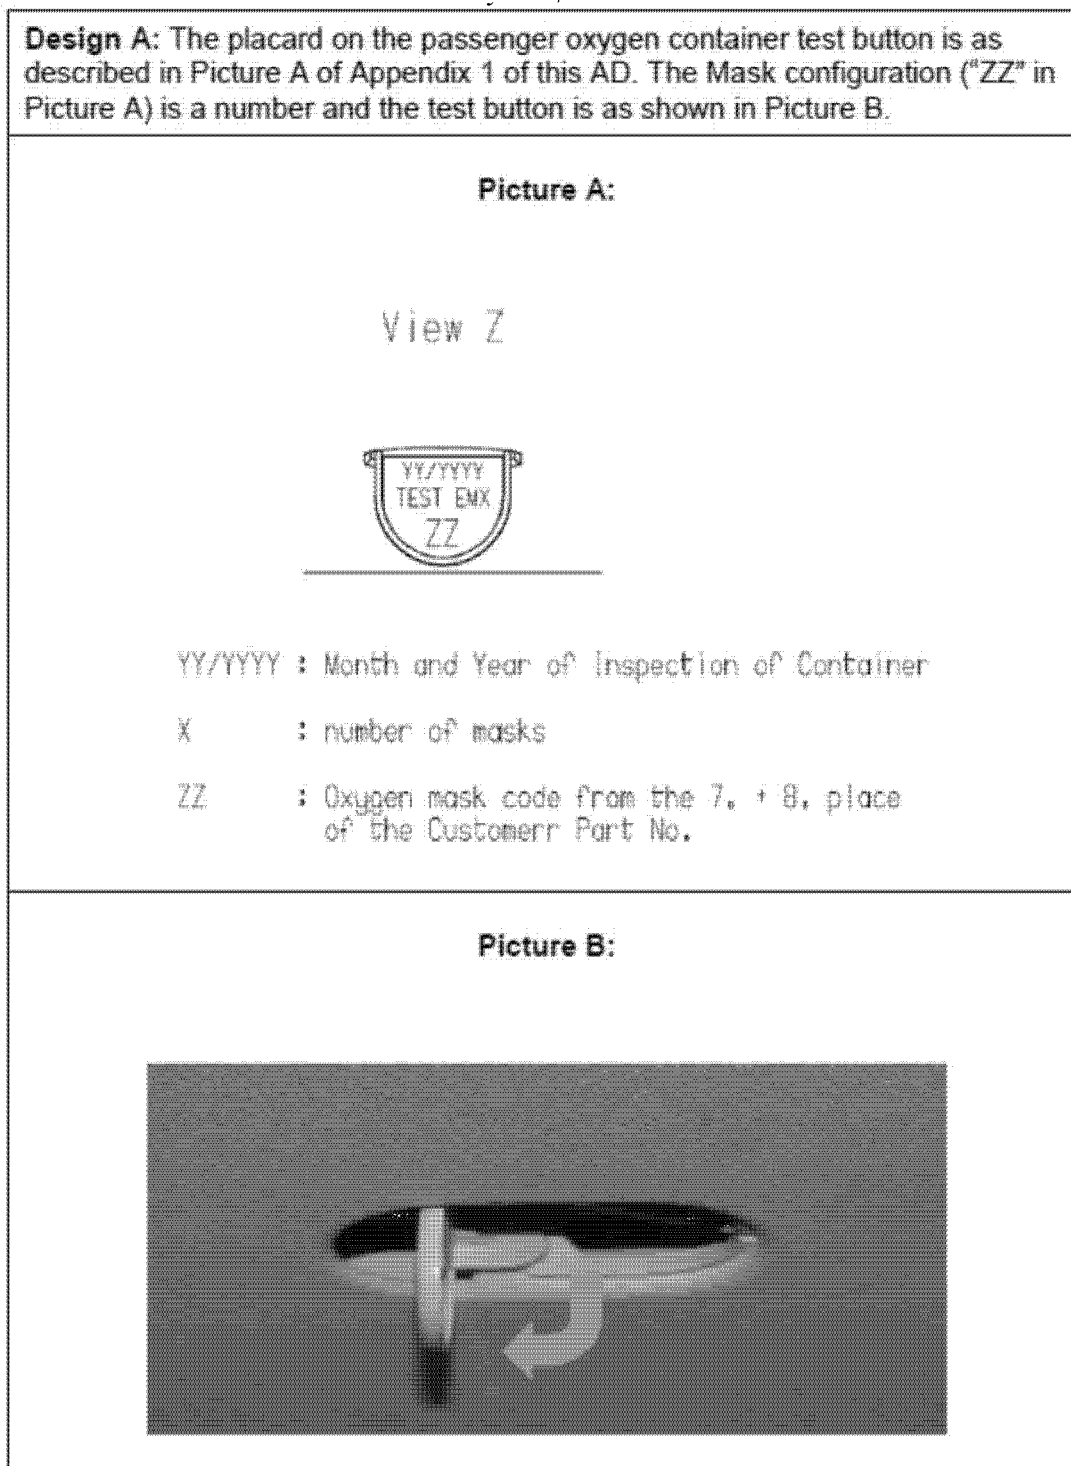 Design A: The placard on the passenger oxygen container test button is as
described in Picture A of Appendix 1 of this AD. The Mask configuration ("ZZ" in
Picture A) is a number and the test button is as shown in Picture B.
Picture A:
View Z
YY/YYYY
TEST EMX
ZZ
YY/YYYY : Month and Year of Inspection of Container
X : number of masks
ZZ : Oxygen mask code from the 7. + 8. place
of the Customerr Part No.
Picture B: